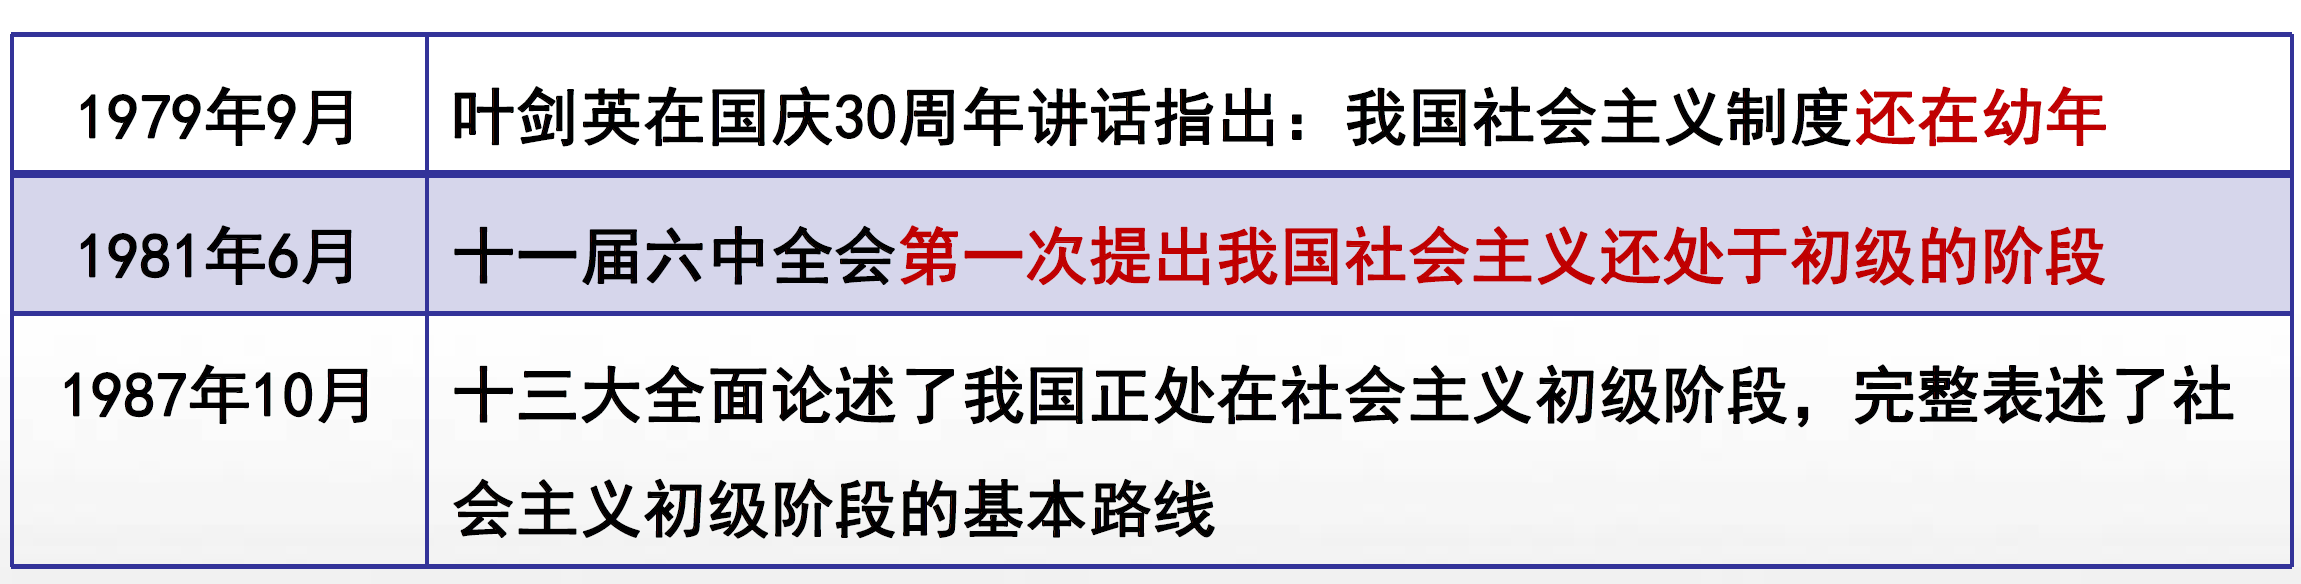 1979年9月
叶剑英在国庆30周年讲话指出：我国社会主义制度还在幼年
1981年6月
十一届六中全会第一次提出我国社会主义还处于初级的阶段
1987年10月
十三大全面论述了我国正处在社会主义初级阶段，完整表述了社
会主义初级阶段的基本路线